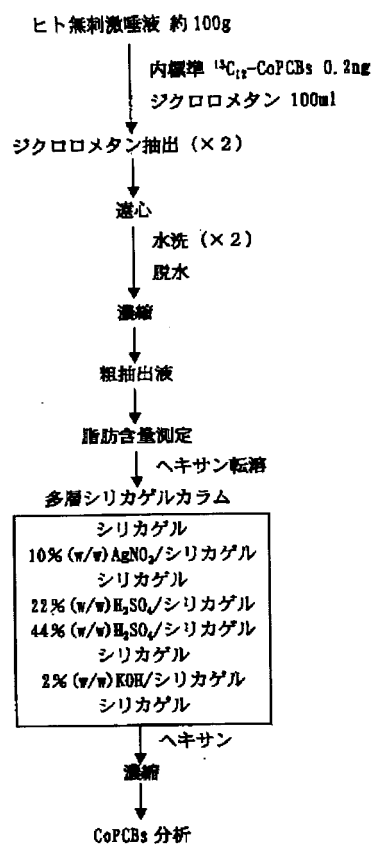 ヒト無刺激唾液 約100g
内標準 ¹³C₁₂-CoPCBs 0.2ng
ジクロロメタン 100ml
ジクロロメタン抽出 (×2)
遠心
水洗 (×2)
脱水
濃縮
粗抽出液
脂肪含量測定
ヘキサン転溶
多層シリカゲルカラム
シリカゲル
10%(w/w)AgNO₃/シリカゲル
シリカゲル
22%(w/w)H₂SO₄/シリカゲル
44%(w/w)H₂SO₄/シリカゲル
シリカゲル
2%(w/w)KOH/シリカゲル
シリカゲル
ヘキサン
濃縮
CoPCBs 分析